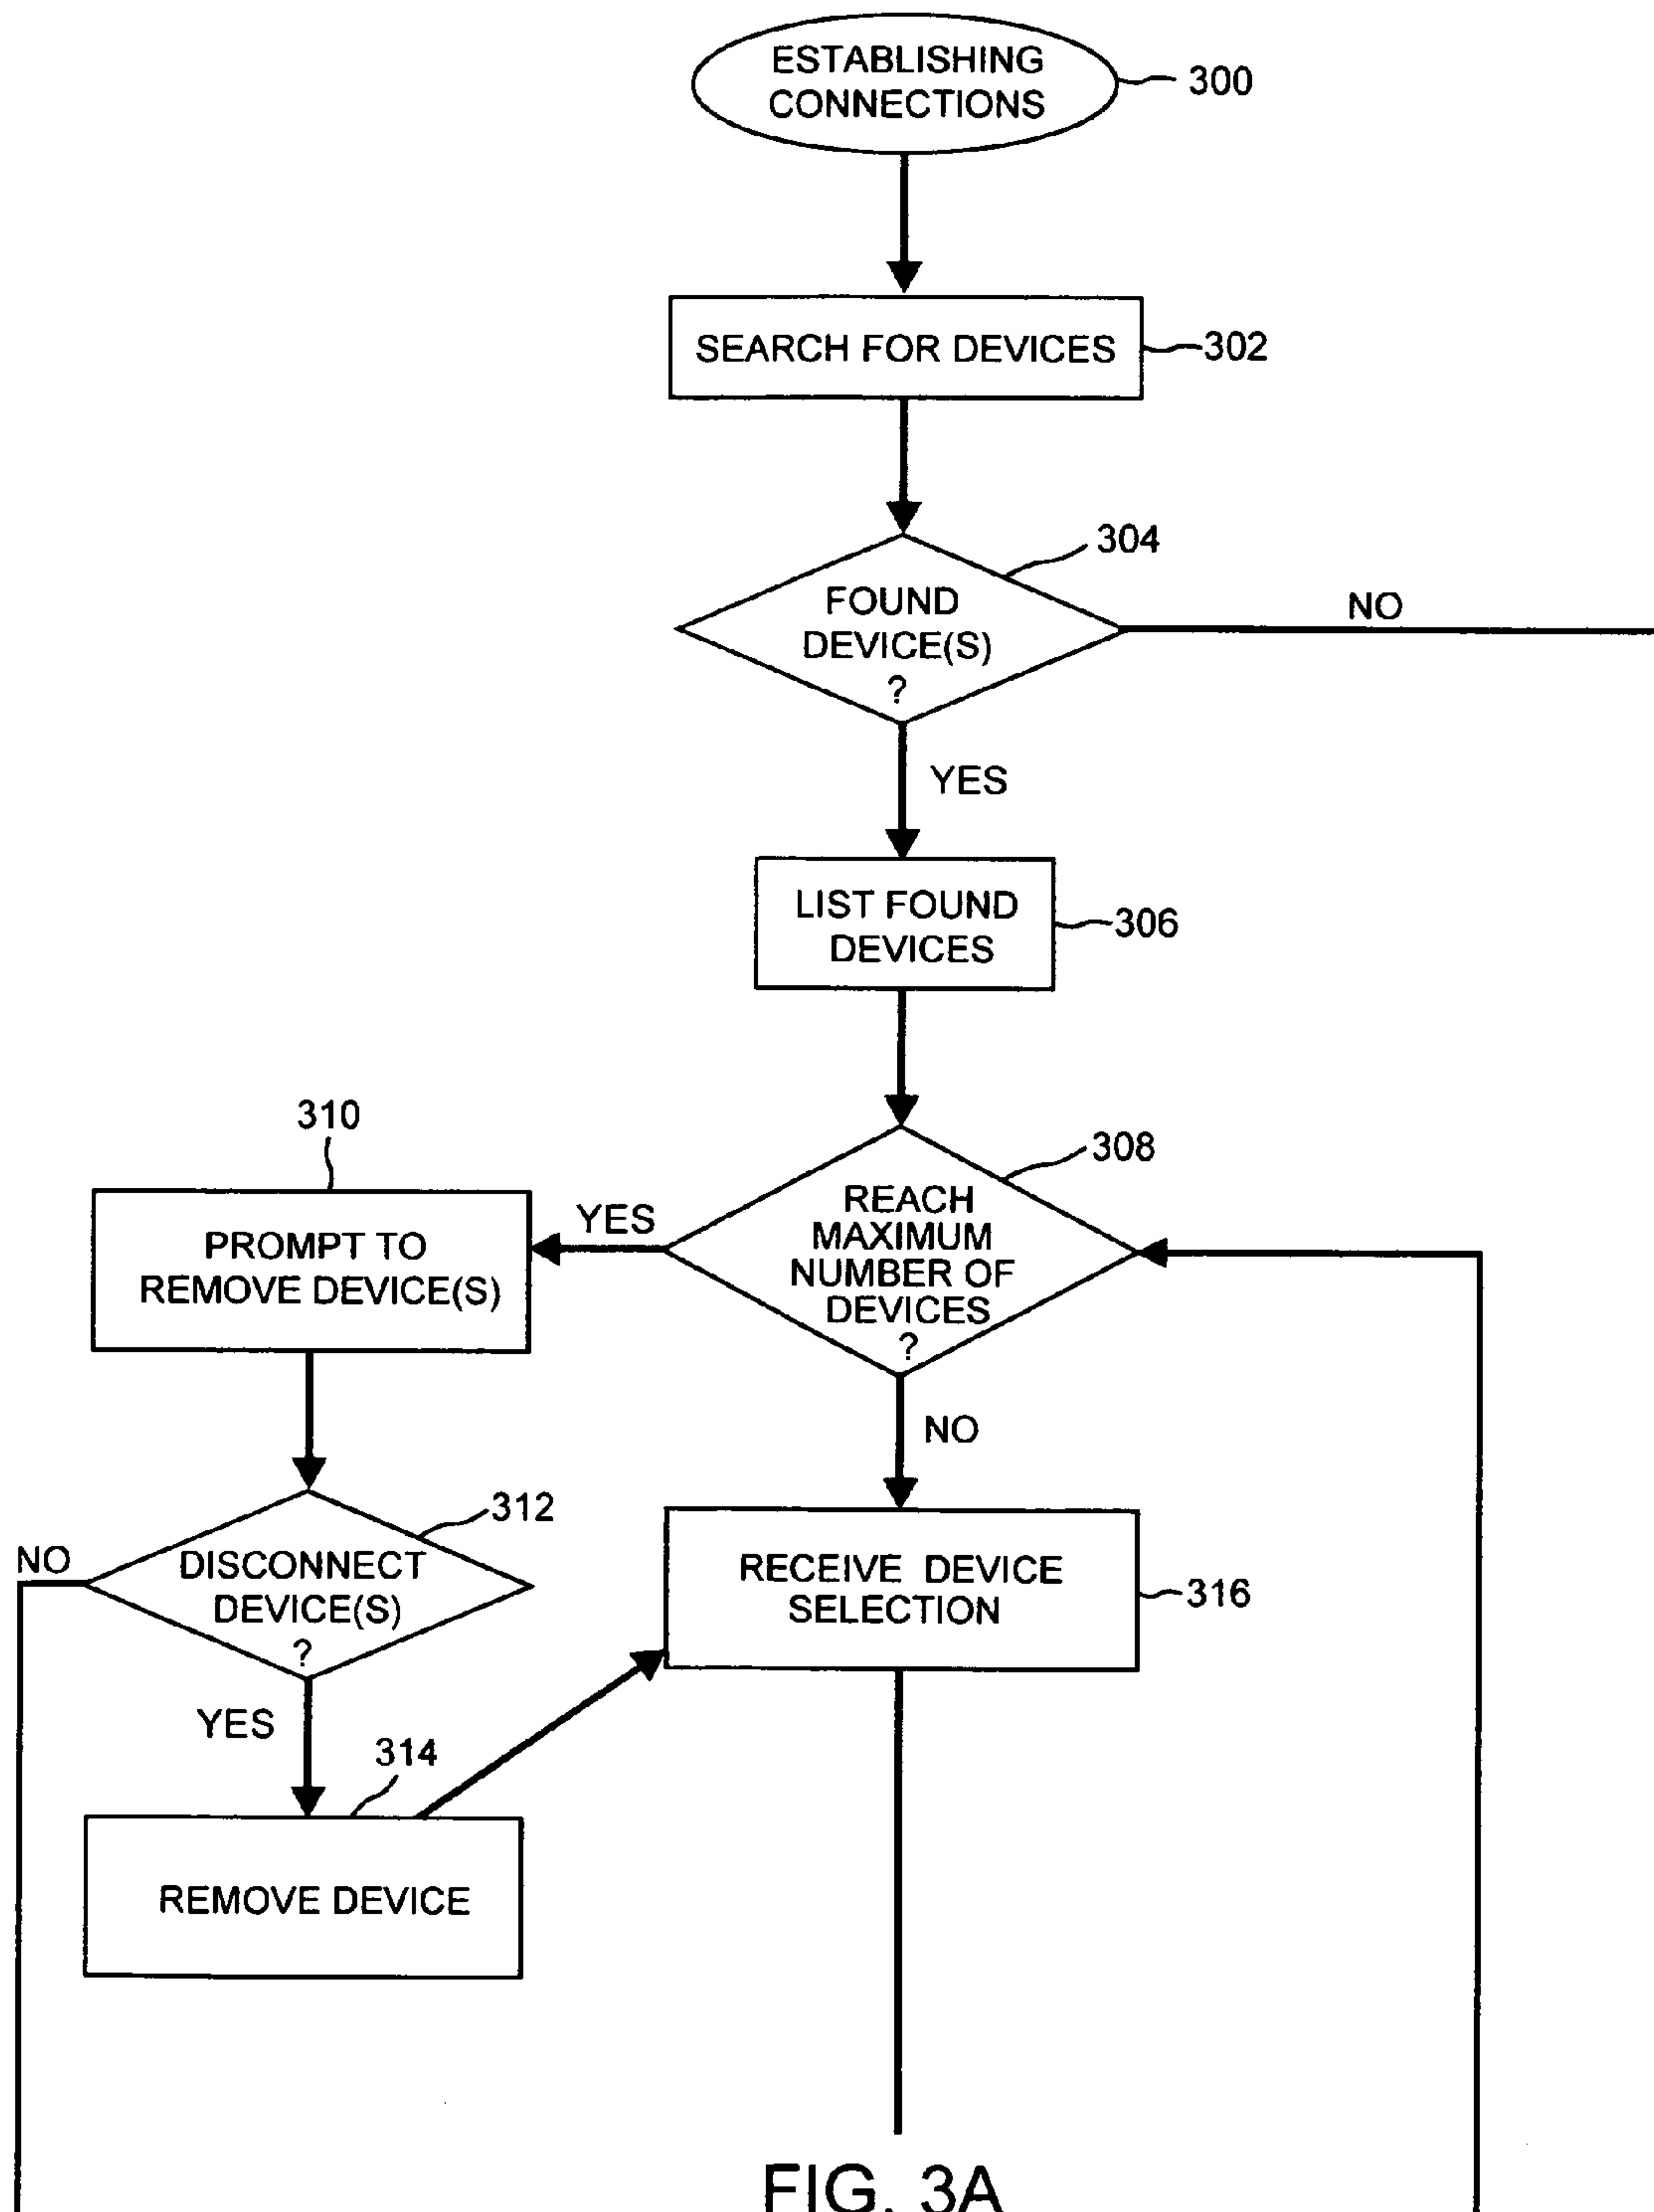 ESTABLISHING
CONNECTIONS
300
SEARCH FOR DEVICES
302
304
FOUND
DEVICE(S)
?
NO
YES
LIST FOUND
DEVICES
306
310
308
PROMPT TO
REMOVE DEVICE(S)
YES
REACH
MAXIMUM
NUMBER OF
DEVICES
?
NO
312
NO
DISCONNECT
DEVICE(S)
?
RECEIVE DEVICE
SELECTION
316
YES
314
REMOVE DEVICE
FIG. 3A